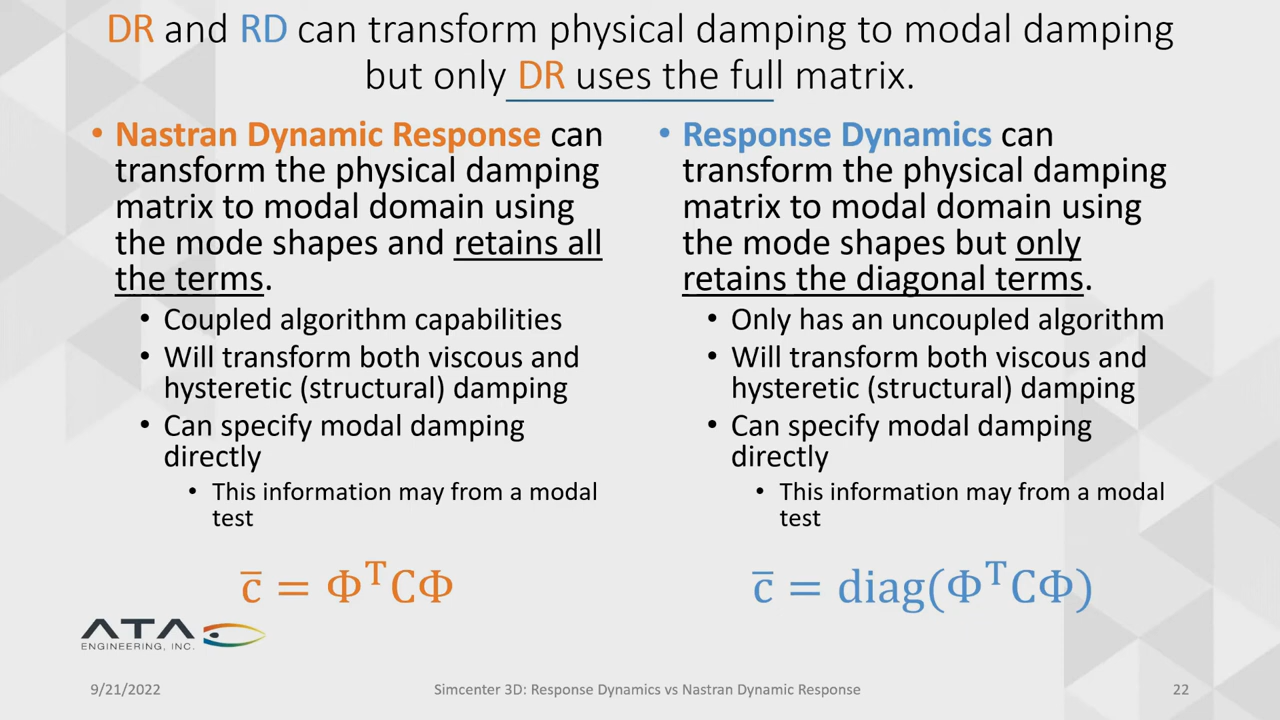 DR and RD can transform physical damping to modal damping
but only DR uses the full matrix.
• Nastran Dynamic Response can
transform the physical damping
matrix to modal domain using
the mode shapes and retains all
the terms.
• Coupled algorithm capabilities
• Will transform both viscous and
hysteretic (structural) damping
• Can specify modal damping
directly
• This information may from a modal
test
c̅ = ΦᵀCΦ
• Response Dynamics can
transform the physical damping
matrix to modal domain using
the mode shapes but only
retains the diagonal terms.
• Only has an uncoupled algorithm
• Will transform both viscous and
hysteretic (structural) damping
• Can specify modal damping
directly
• This information may from a modal
test
c̅ = diag(ΦᵀCΦ)
ATA
ENGINEERING, INC.
9/21/2022
Simcenter 3D: Response Dynamics vs Nastran Dynamic Response
22